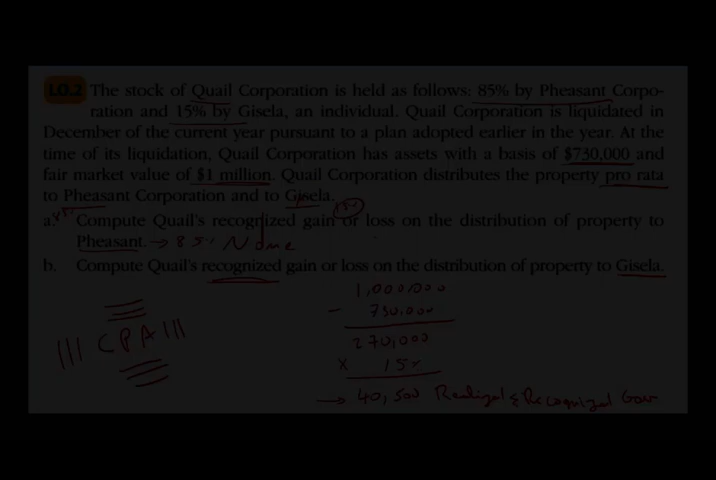 LO.2 The stock of Quail Corporation is held as follows: 85% by Pheasant Corpo-
ration and 15% by Gisela, an individual. Quail Corporation is liquidated in
December of the current year pursuant to a plan adopted earlier in the year. At the
time of its liquidation, Quail Corporation has assets with a basis of $730,000 and
fair market value of $1 million. Quail Corporation distributes the property pro rata
to Pheasant Corporation and to Gisela.
85% 15%
a. Compute Quail's recognized gain or loss on the distribution of property to
Pheasant. → 85% None
b. Compute Quail's recognized gain or loss on the distribution of property to Gisela.
1,000,000
- 730,000
270,000
CPA
x 15%
→ 40,500 Realized & Recognized Gain